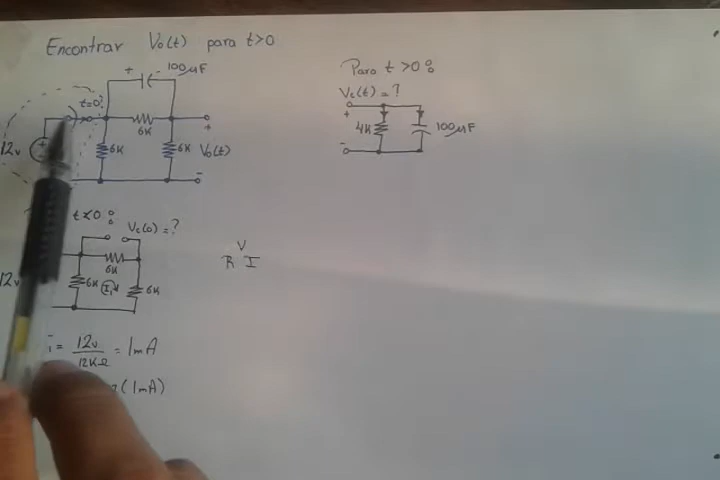 Encontrar Vo(t) para t>0
+ - 100µF
t=0
6K
+
12v
6K
6K
Vo(t)
-
t<0:
Vc(0)=?
6K
12v
6K
I₁
6K
i = 12v/12KΩ = 1mA
(1mA)
V
R I
Para t>0:
Vc(t)=?
+
4K
100µF
-